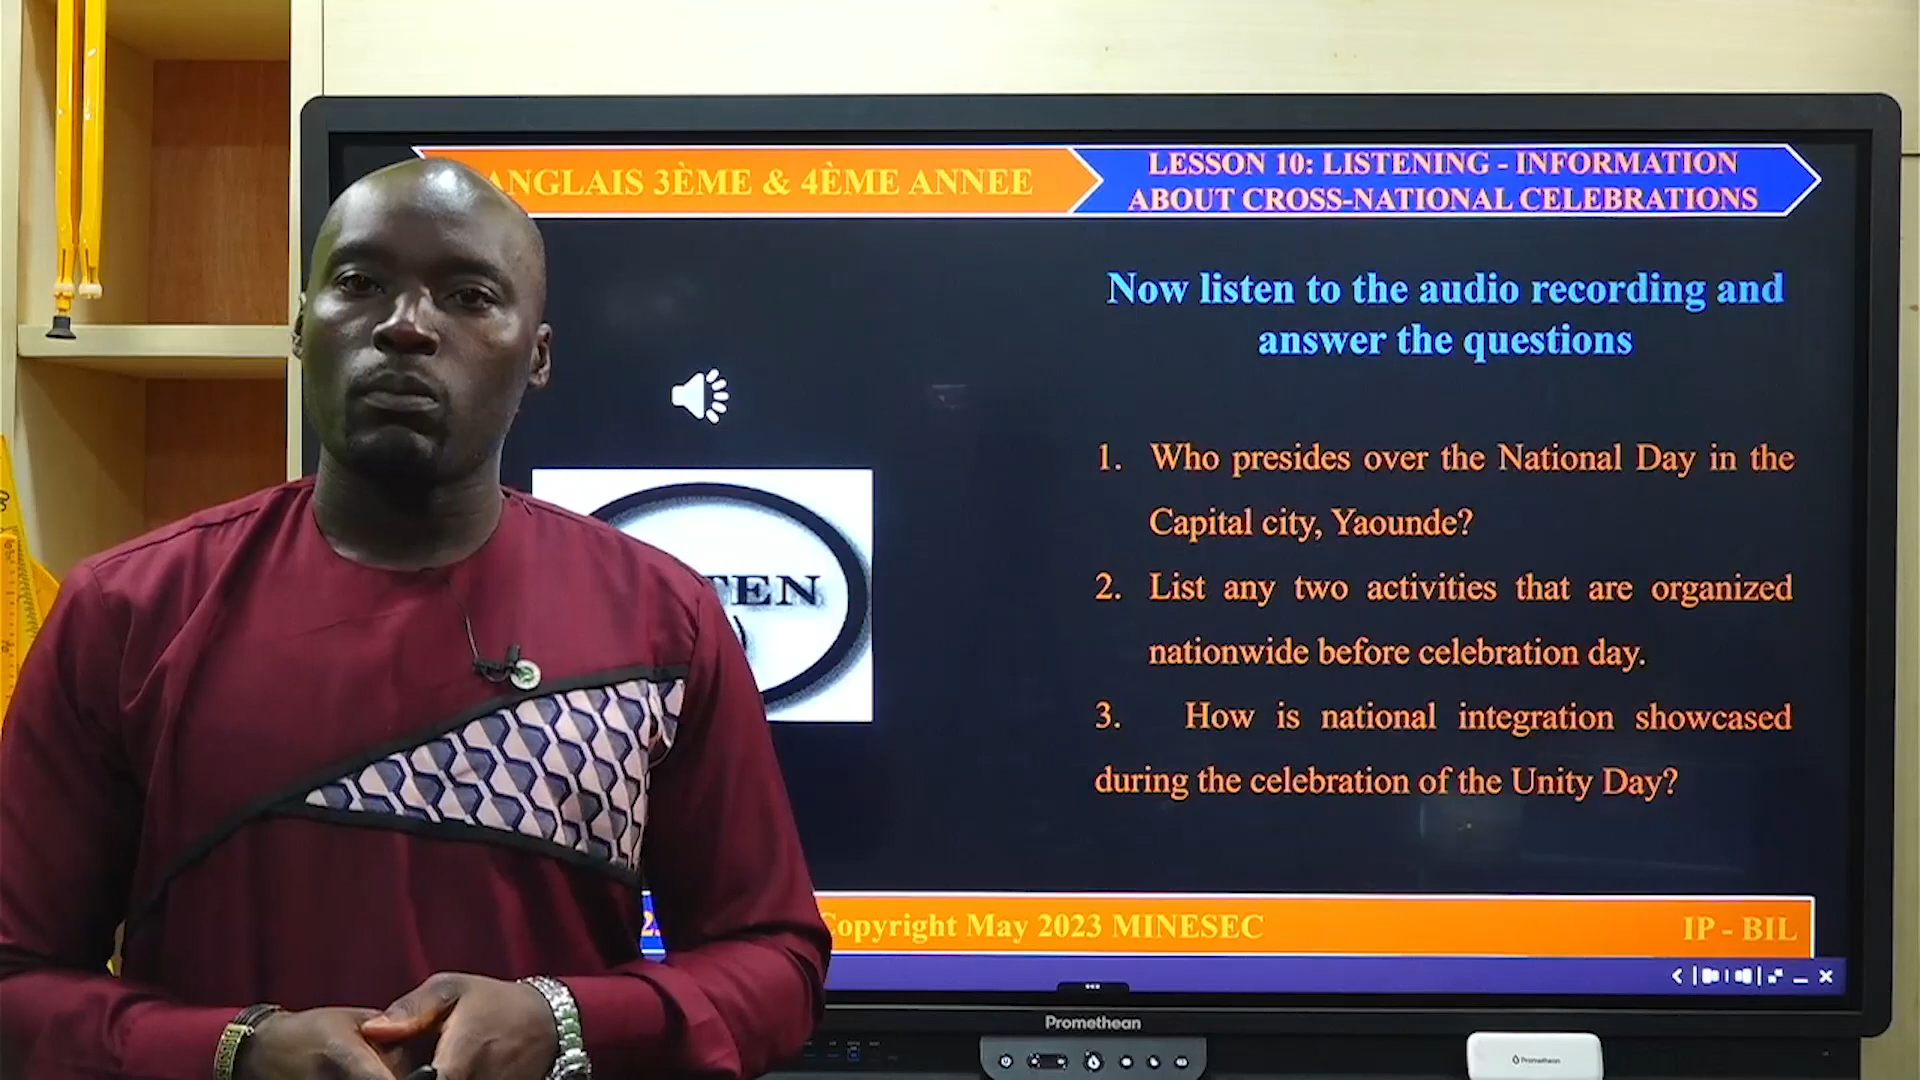 ANGLAIS 3ÈME & 4ÈME ANNEE
LESSON 10: LISTENING - INFORMATION
ABOUT CROSS-NATIONAL CELEBRATIONS
Now listen to the audio recording and
answer the questions
1. Who presides over the National Day in the
Capital city, Yaounde?
2. List any two activities that are organized
nationwide before celebration day.
3. How is national integration showcased
during the celebration of the Unity Day?
TEN
Copyright May 2023 MINESEC
IP - BIL
Promethean
Promethean